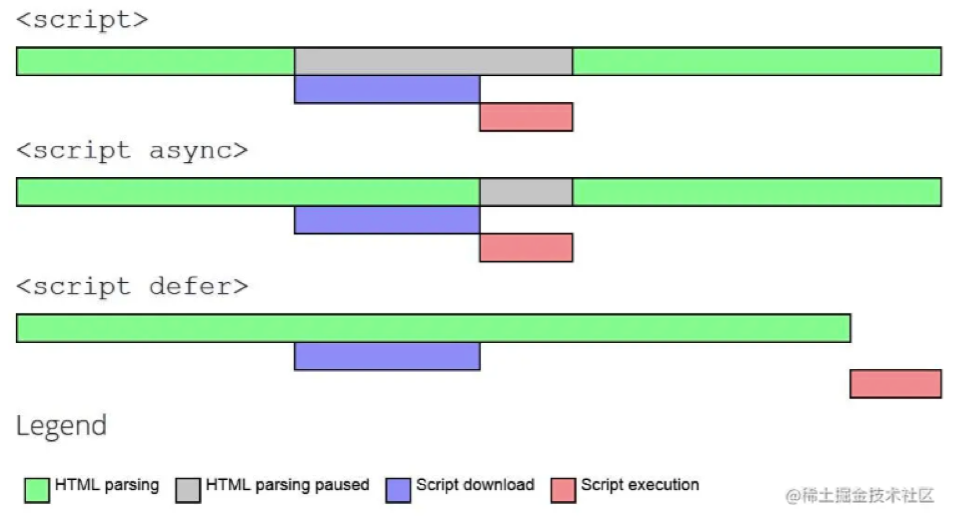 <script>
<script async>
<script defer>
Legend
HTML parsing HTML parsing paused Script download Script execution
@稀土掘金技术社区